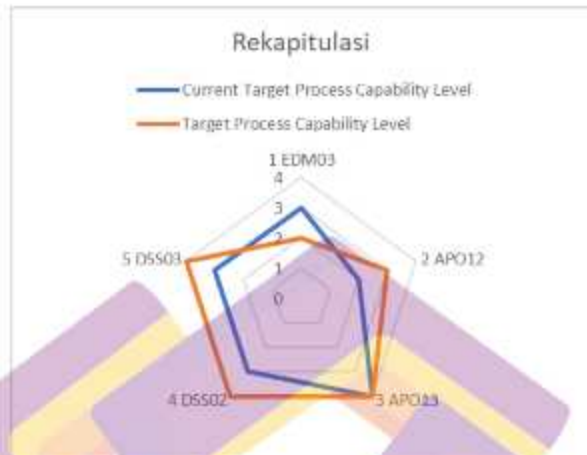 Rekapitulasi
Current Target Process Capability Level
Target Process Capability Level
1 EDM03
4
3
2
1
0
5 DSS03
2 APO12
4 DSS02
3 APO13